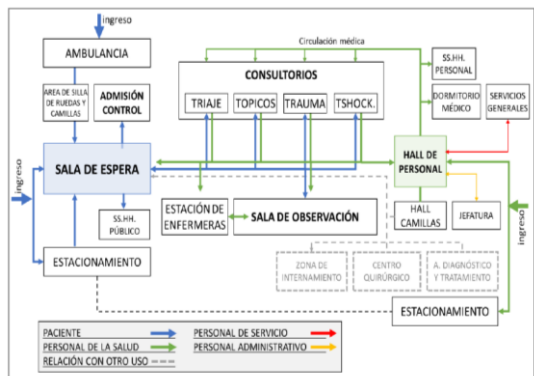 ingreso
AMBULANCIA
Circulación médica
CONSULTORIOS
TRIAJE
TOPICOS
TRAUMA
TSHOCK.
SS.HH.
PERSONAL
DORMITORIO
MÉDICO
SERVICIOS
GENERALES
AREA DE SILLA
DE RUEDAS Y
CAMILLAS
ADMISIÓN
CONTROL
SALA DE ESPERA
HALL DE
PERSONAL
ingreso
SS.HH.
PÚBLICO
ESTACIÓN DE
ENFERMERAS
SALA DE OBSERVACIÓN
HALL
CAMILLAS
JEFATURA
ingreso
ESTACIONAMIENTO
ZONA DE
INTERNAMIENTO
CENTRO
QUIRÚRGICO
A. DIAGNÓSTICO
Y TRATAMIENTO
ESTACIONAMIENTO
PACIENTE
PERSONAL DE SERVICIO
PERSONAL DE LA SALUD
PERSONAL ADMINISTRATIVO
RELACIÓN CON OTRO USO